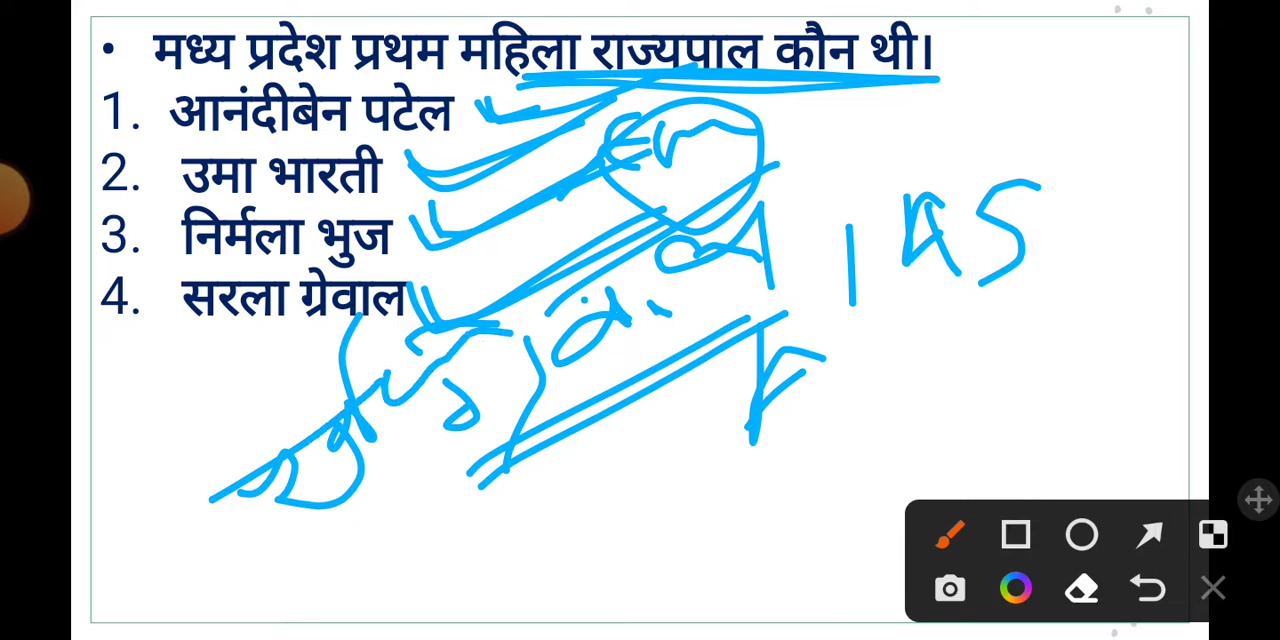 • मध्य प्रदेश प्रथम महिला राज्यपाल कौन थी।
1. आनंदीबेन पटेल
2. उमा भारती
3. निर्मला भुज
4. सरला ग्रेवाल
IAS